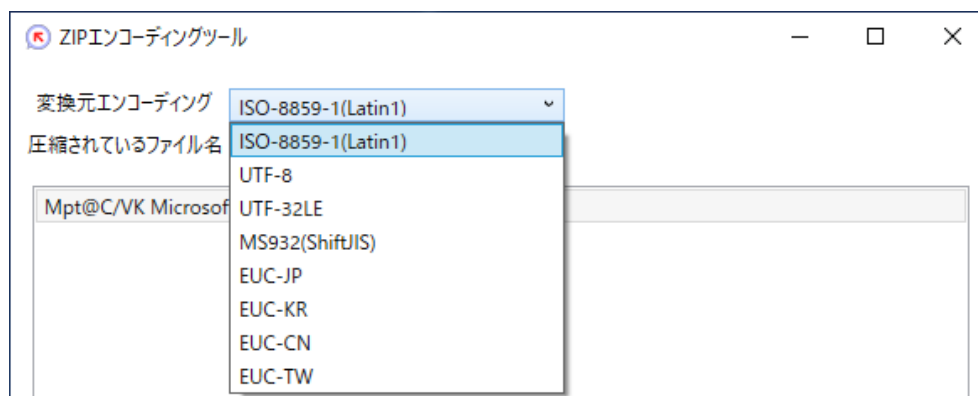 ZIPエンコーディングツール
変換元エンコーディング ISO-8859-1(Latin1)
圧縮されているファイル名 ISO-8859-1(Latin1)
UTF-8
Mpt@C/VK Microsof UTF-32LE
MS932(ShiftJIS)
EUC-JP
EUC-KR
EUC-CN
EUC-TW